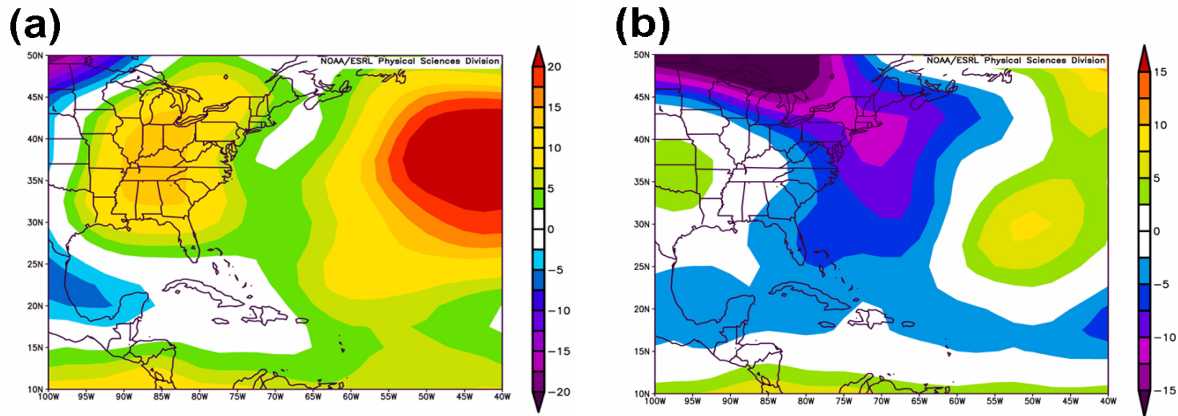 (a)
(b)
NOAA/ESRL Physical Sciences Division
50N
45N
40N
35N
30N
25N
20N
15N
10N
100W 95W 90W 85W 80W 75W 70W 65W 60W 55W 50W 45W 40W
20
15
10
5
0
−5
−10
−15
−20
NOAA/ESRL Physical Sciences Division
50N
45N
40N
35N
30N
25N
20N
15N
10N
100W 95W 90W 85W 80W 75W 70W 65W 60W 55W 50W 45W 40W
15
10
5
0
−5
−10
−15